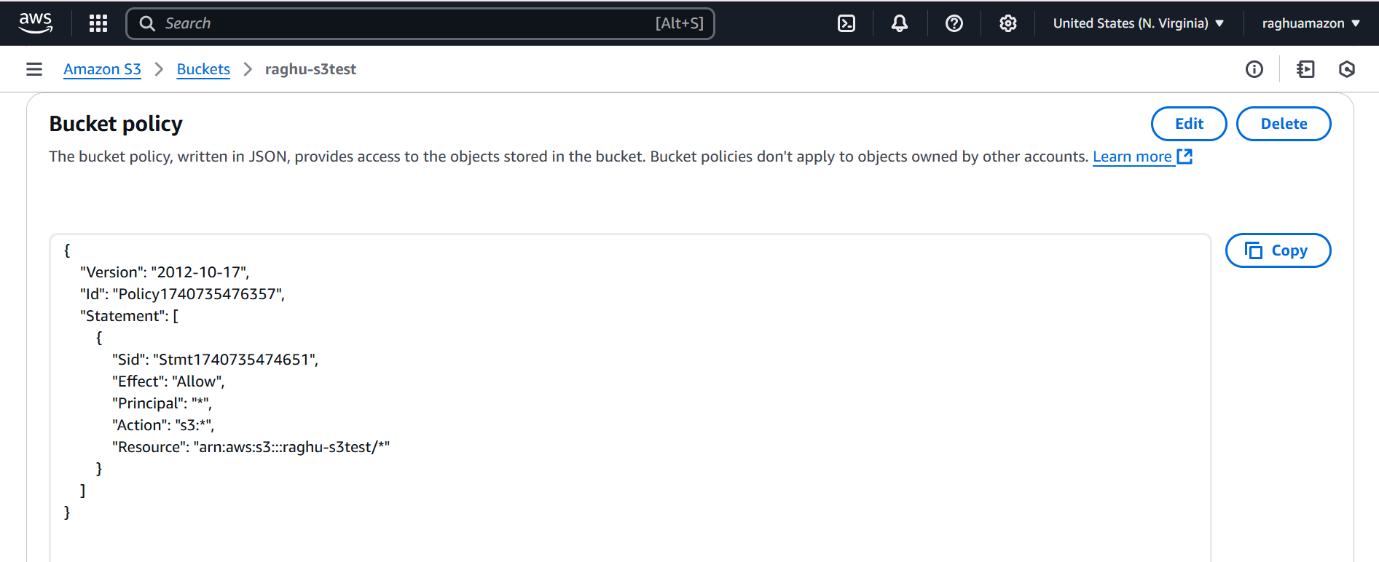 aws Search [Alt+S] United States (N. Virginia) raghuamazon
Amazon S3 > Buckets > raghu-s3test
Bucket policy Edit Delete
The bucket policy, written in JSON, provides access to the objects stored in the bucket. Bucket policies don't apply to objects owned by other accounts. Learn more
Copy
{
"Version": "2012-10-17",
"Id": "Policy1740735476357",
"Statement": [
{
"Sid": "Stmt1740735474651",
"Effect": "Allow",
"Principal": "*",
"Action": "s3:*",
"Resource": "arn:aws:s3:::raghu-s3test/*"
}
]
}